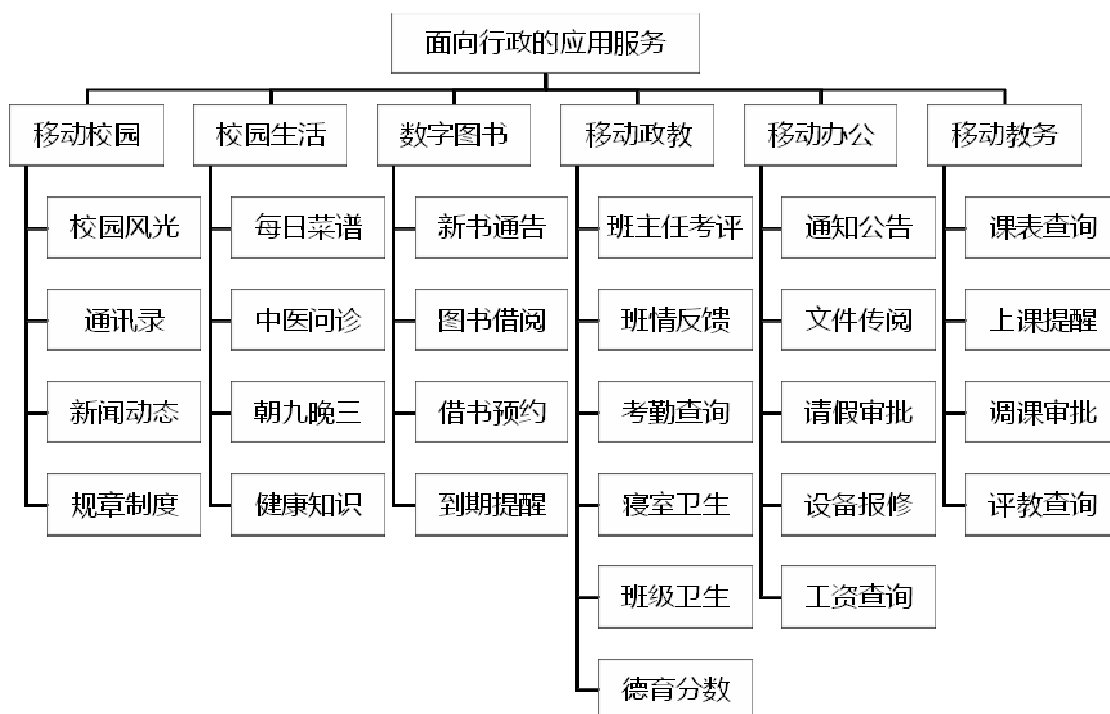 面向行政的应用服务
移动校园
校园生活
数字图书
移动政教
移动办公
移动教务
校园风光
每日菜谱
新书通告
班主任考评
通知公告
课表查询
通讯录
中医问诊
图书借阅
班情反馈
文件传阅
上课提醒
新闻动态
朝九晚三
借书预约
考勤查询
请假审批
调课审批
规章制度
健康知识
到期提醒
寝室卫生
设备报修
评教查询
班级卫生
工资查询
德育分数